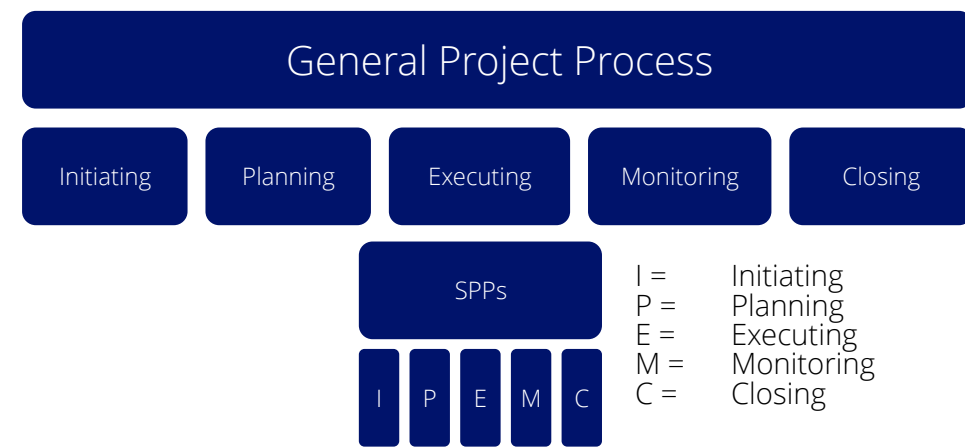 General Project Process
Initiating
Planning
Executing
Monitoring
Closing
SPPs
I = Initiating
P = Planning
E = Executing
M = Monitoring
C = Closing
I
P
E
M
C